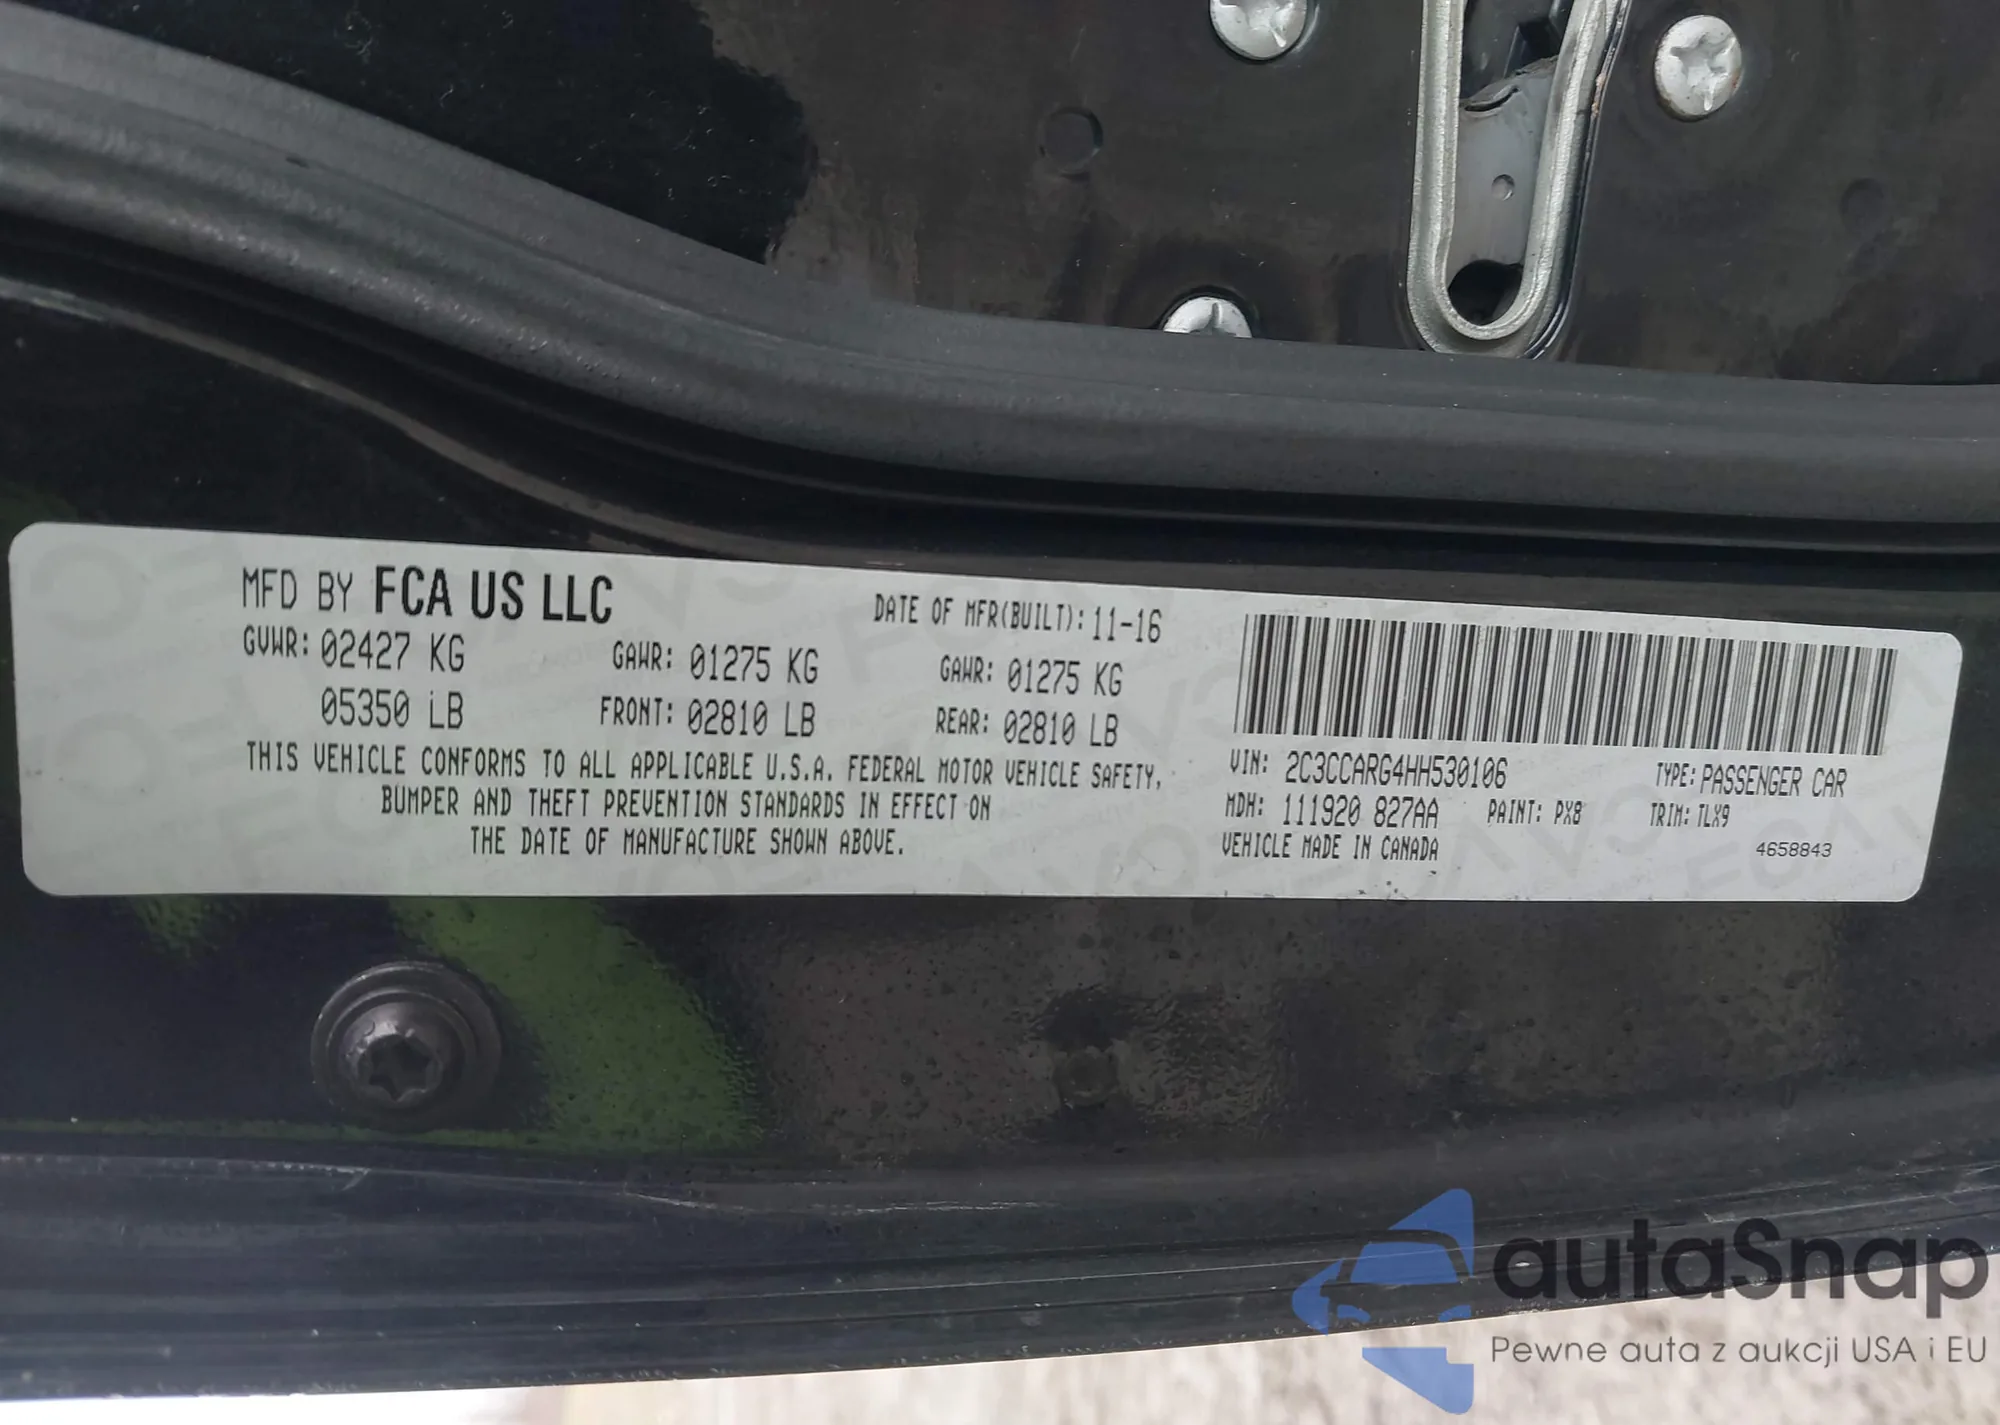 MFD BY FCA US LLC
DATE OF MFR(BUILT): 11-16
GVWR: 02427 KG
GAWR: 01275 KG
GAWR: 01275 KG
05350 LB
FRONT: 02810 LB
REAR: 02810 LB
THIS VEHICLE CONFORMS TO ALL APPLICABLE U.S.A. FEDERAL MOTOR VEHICLE SAFETY,
BUMPER AND THEFT PREVENTION STANDARDS IN EFFECT ON
THE DATE OF MANUFACTURE SHOWN ABOVE.
VIN: 2C3CCARG4HH530106 TYPE: PASSENGER CAR
MDH: 111920 827AA PAINT: PX8 TRIM: TLX9
VEHICLE MADE IN CANADA 4658843
autaSnap
Pewne auta z aukcji USA i EU